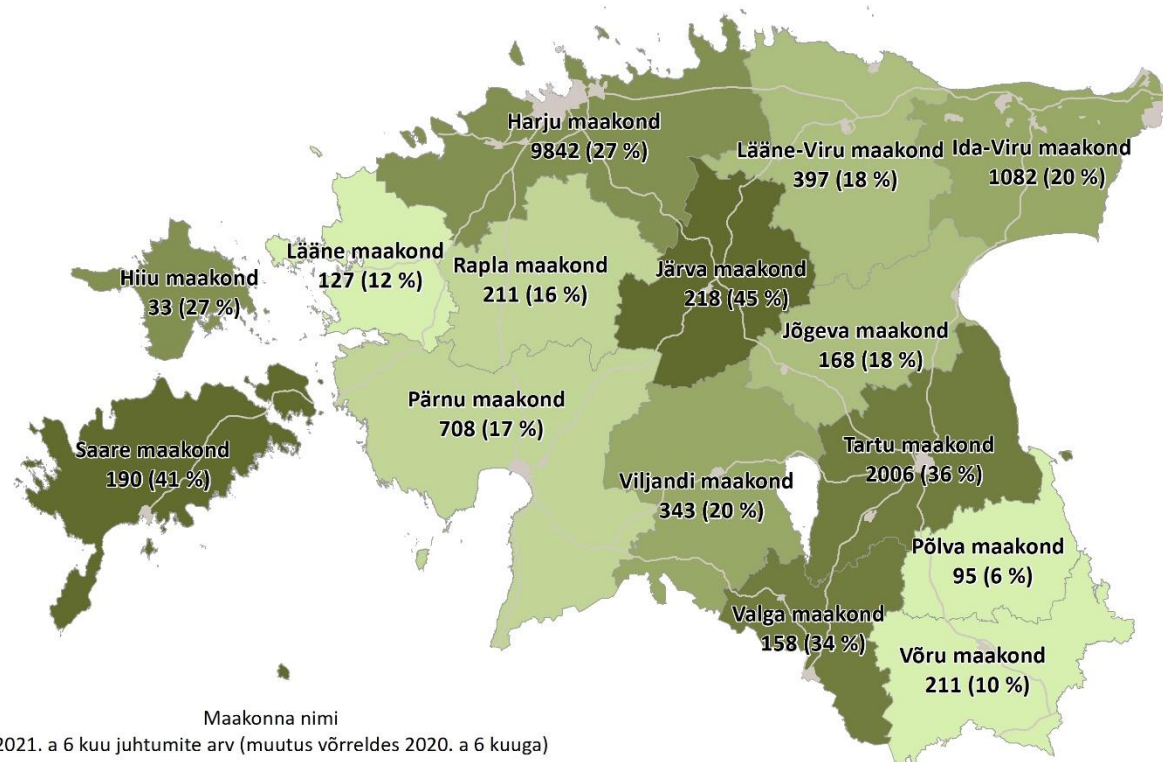 Harju maakond
9842 (27 %)
Lääne-Viru maakond
397 (18 %)
Ida-Viru maakond
1082 (20 %)
Hiiu maakond
33 (27 %)
Lääne maakond
127 (12 %)
Rapla maakond
211 (16 %)
Järva maakond
218 (45 %)
Jõgeva maakond
168 (18 %)
Saare maakond
190 (41 %)
Pärnu maakond
708 (17 %)
Viljandi maakond
343 (20 %)
Tartu maakond
2006 (36 %)
Põlva maakond
95 (6 %)
Valga maakond
158 (34 %)
Võru maakond
211 (10 %)
Maakonna nimi
2021. a 6 kuu juhtumite arv (muutus võrreldes 2020. a 6 kuuga)